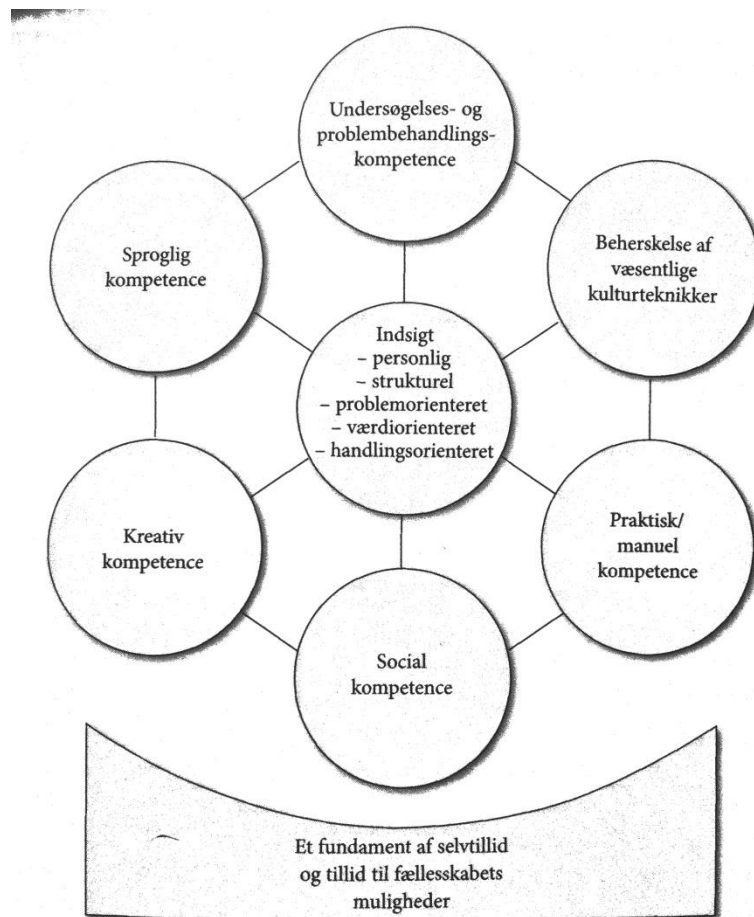 Undersøgelses- og
problembehandlings-
kompetence
Sproglig
kompetence
Beherskelse af
væsentlige
kulturteknikker
Indsigt
– personlig
– strukturel
– problemorienteret
– værdiorienteret
– handlingsorienteret
Kreativ
kompetence
Praktisk/
manuel
kompetence
Social
kompetence
Et fundament af selvtillid
og tillid til fællesskabets
muligheder